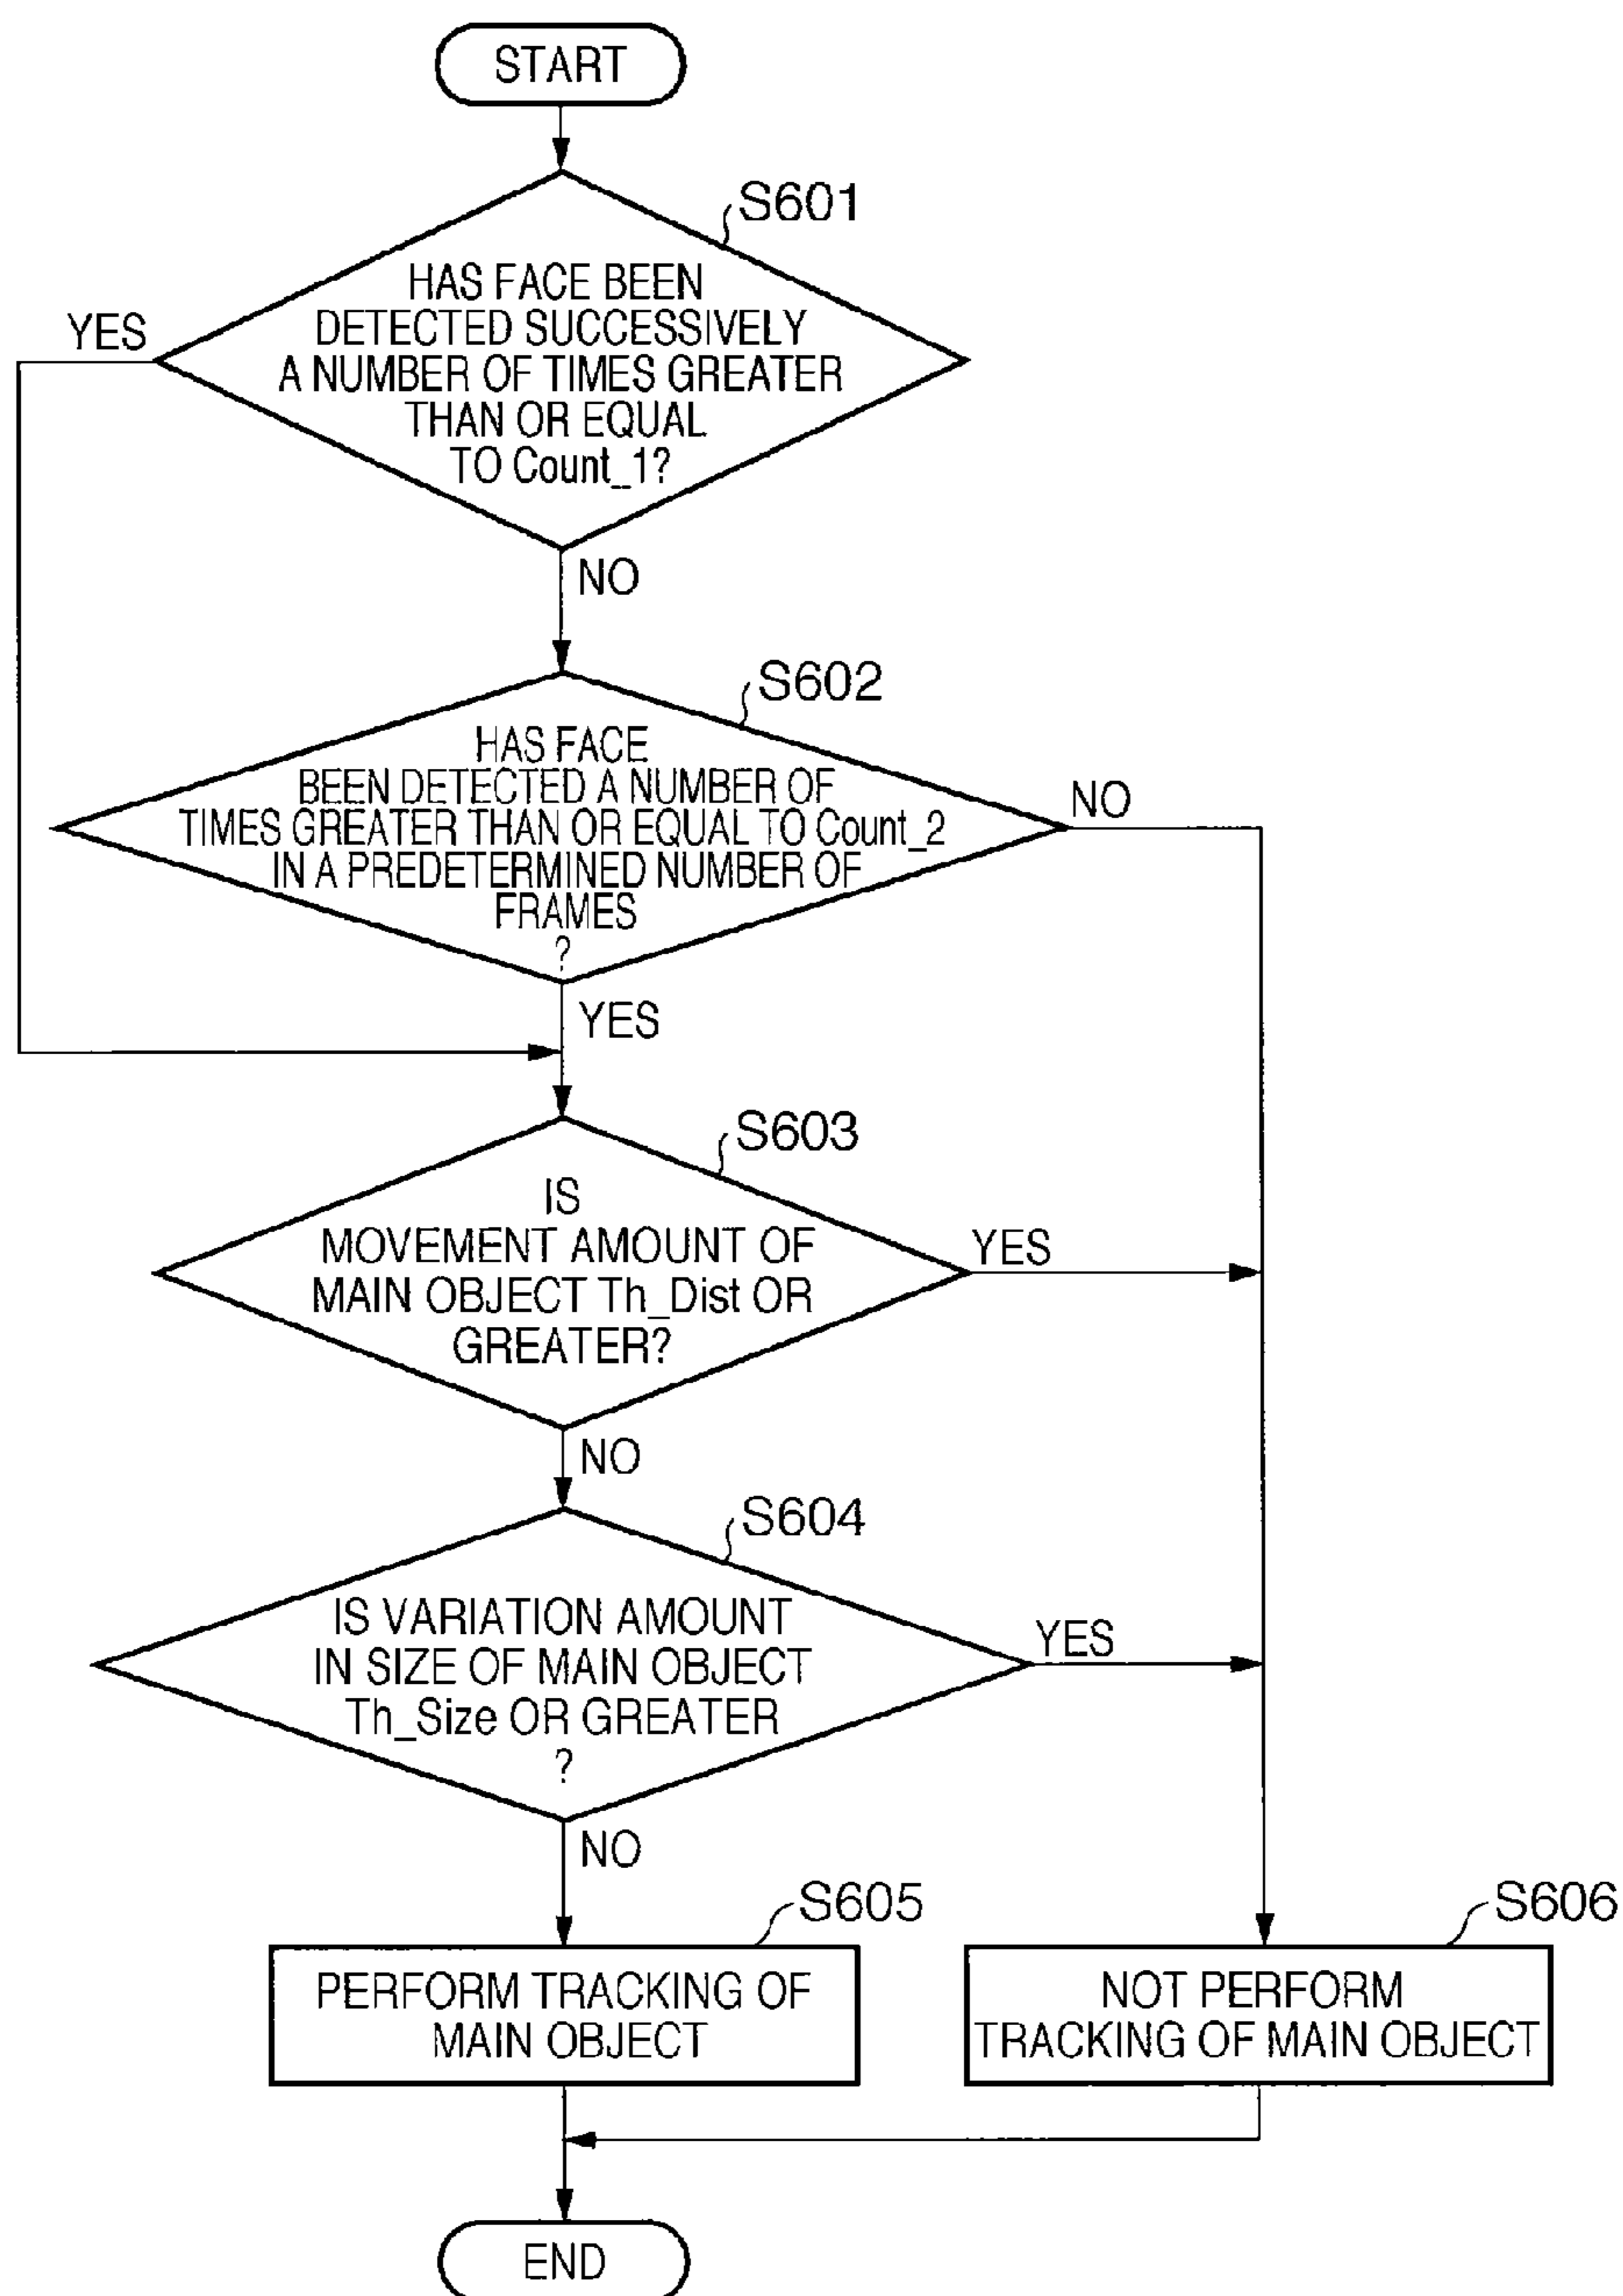 START
S601
HAS FACE BEEN
DETECTED SUCCESSIVELY
A NUMBER OF TIMES GREATER
THAN OR EQUAL
TO Count_1?
YES
NO
S602
HAS FACE
BEEN DETECTED A NUMBER OF
TIMES GREATER THAN OR EQUAL TO Count_2
IN A PREDETERMINED NUMBER OF
FRAMES
?
NO
YES
S603
IS
MOVEMENT AMOUNT OF
MAIN OBJECT Th_Dist OR
GREATER?
YES
NO
S604
IS VARIATION AMOUNT
IN SIZE OF MAIN OBJECT
Th_Size OR GREATER
?
YES
NO
S605
PERFORM TRACKING OF
MAIN OBJECT
S606
NOT PERFORM
TRACKING OF MAIN OBJECT
END